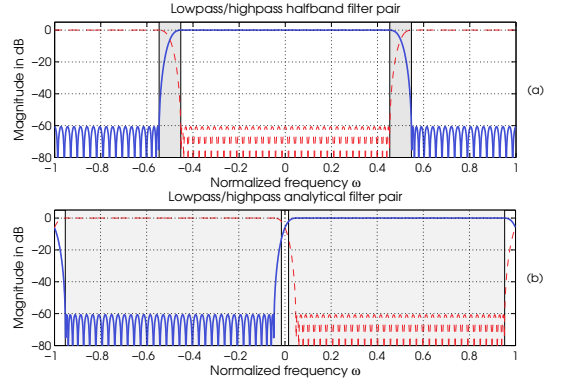 Lowpass/highpass halfband filter pair
0
−20
−40
−60
−80
Magnitude in dB
−1 −0.8 −0.6 −0.4 −0.2 0 0.2 0.4 0.6 0.8 1
Normalized frequency ω
(a)
Lowpass/highpass analytical filter pair
0
−20
−40
−60
−80
Magnitude in dB
−1 −0.8 −0.6 −0.4 −0.2 0 0.2 0.4 0.6 0.8 1
Normalized frequency ω
(b)